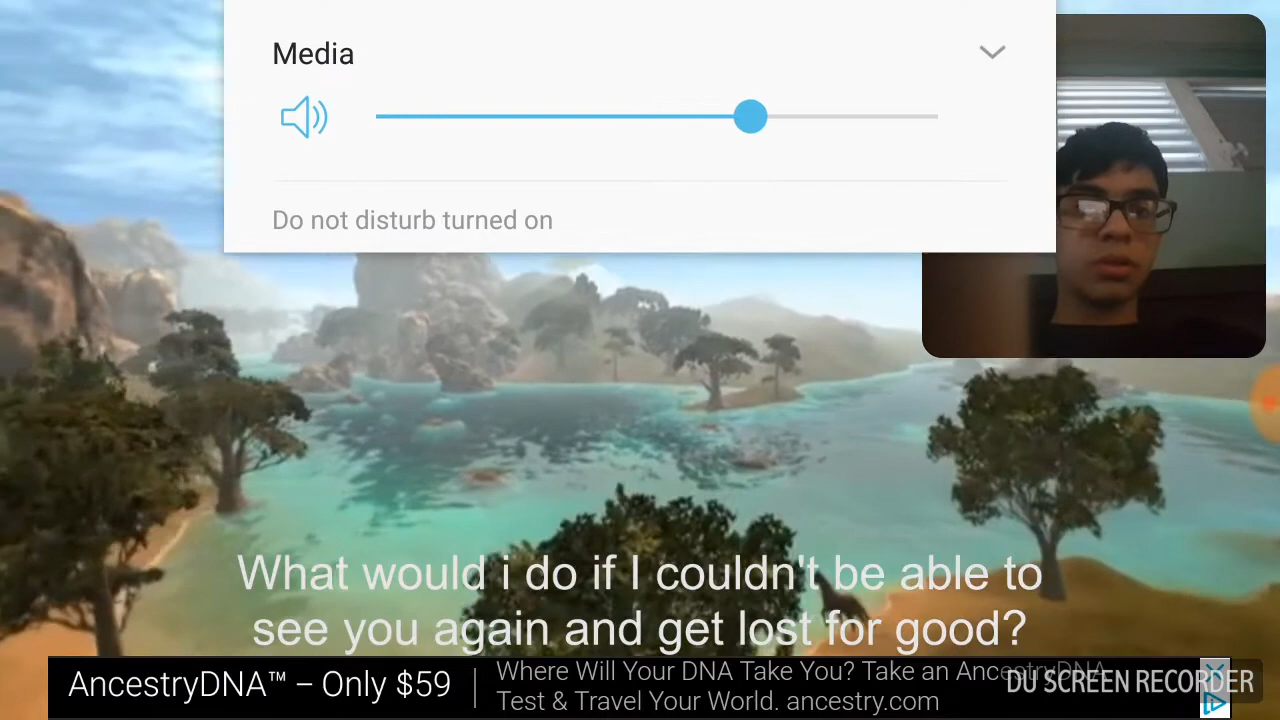 Media
Do not disturb turned on
What would i do if I couldn't be able to
see you again and get lost for good?
AncestryDNA™ – Only $59
Where Will Your DNA Take You? Take an AncestryDNA
Test & Travel Your World. ancestry.com
DU SCREEN RECORDER